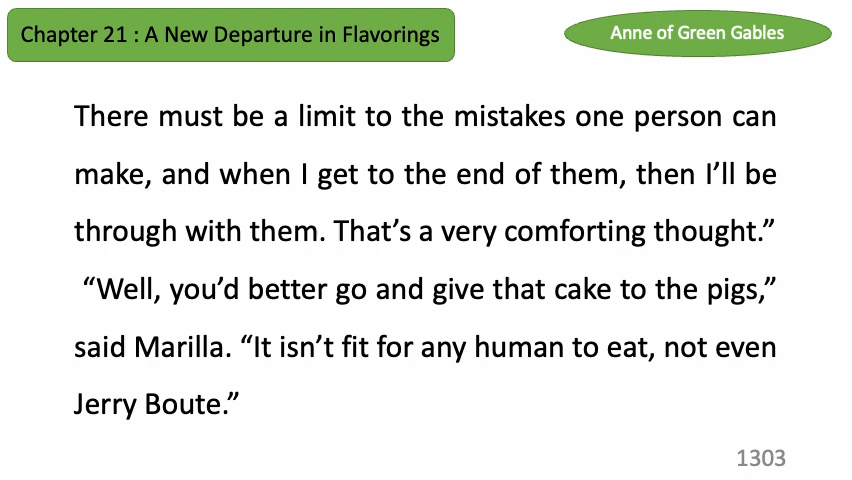 Chapter 21 : A New Departure in Flavorings
Anne of Green Gables
There must be a limit to the mistakes one person can
make, and when I get to the end of them, then I’ll be
through with them. That’s a very comforting thought.”
“Well, you’d better go and give that cake to the pigs,”
said Marilla. “It isn’t fit for any human to eat, not even
Jerry Boute.”
1303